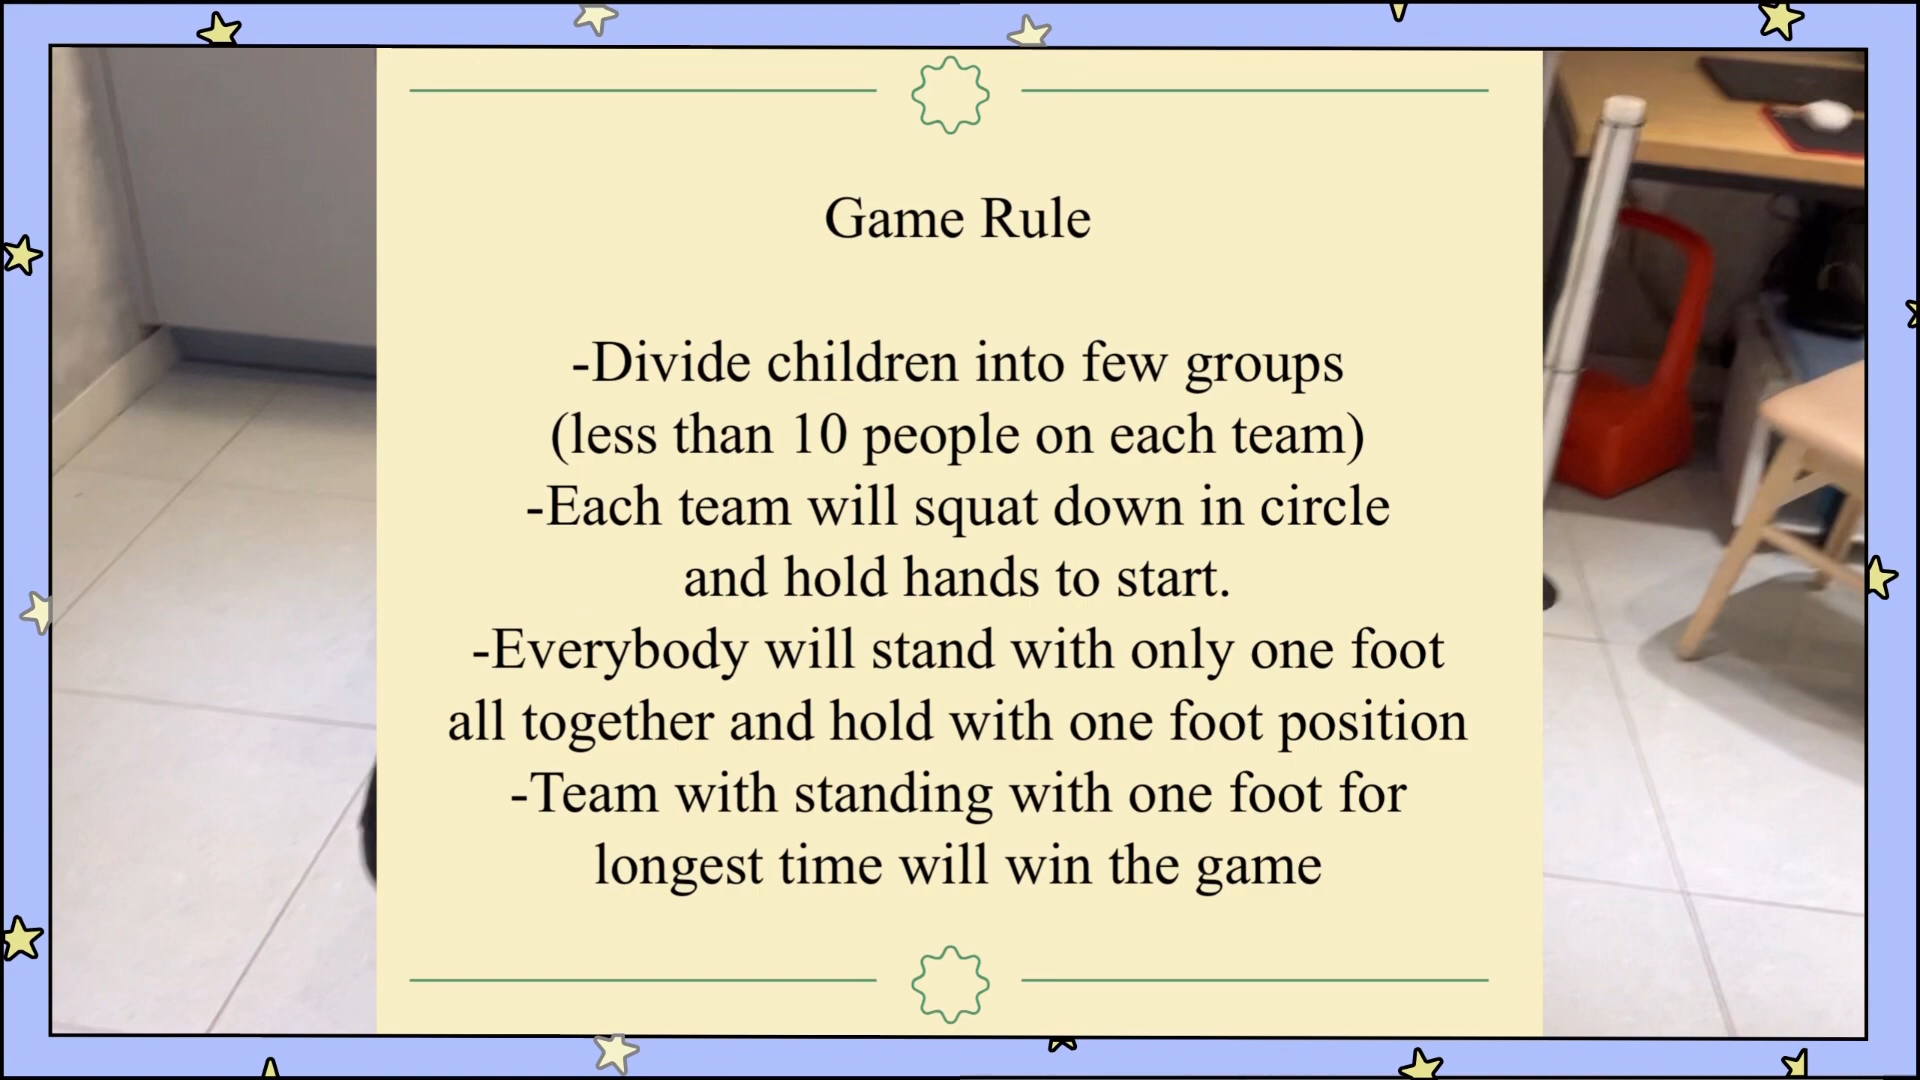 Game Rule
-Divide children into few groups
(less than 10 people on each team)
-Each team will squat down in circle
and hold hands to start.
-Everybody will stand with only one foot
all together and hold with one foot position
-Team with standing with one foot for
longest time will win the game